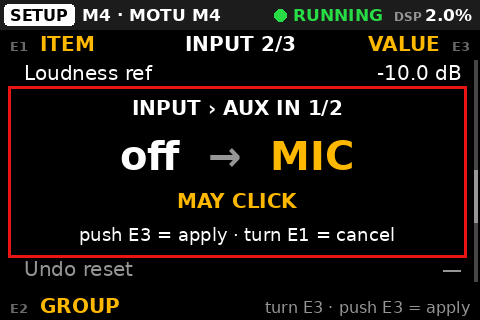 SETUP M4 · MOTU M4 RUNNING DSP 2.0%
E1 ITEM INPUT 2/3 VALUE E3
Loudness ref -10.0 dB
INPUT › AUX IN 1/2
off → MIC
MAY CLICK
push E3 = apply · turn E1 = cancel
Undo reset —
E2 GROUP turn E3 · push E3 = apply